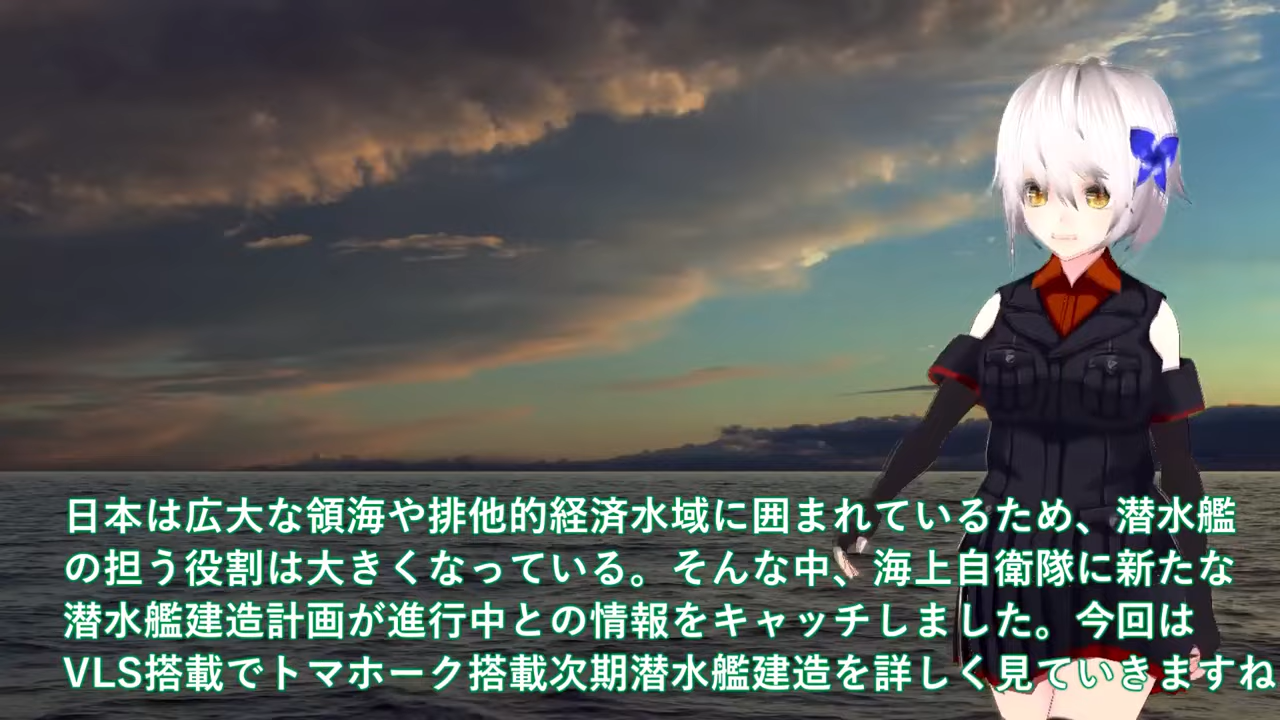 日本は広大な領海や排他的経済水域に囲まれているため、潜水艦
の担う役割は大きくなっている。そんな中、海上自衛隊に新たな
潜水艦建造計画が進行中との情報をキャッチしました。今回は
VLS搭載でトマホーク搭載次期潜水艦建造を詳しく見ていきますね